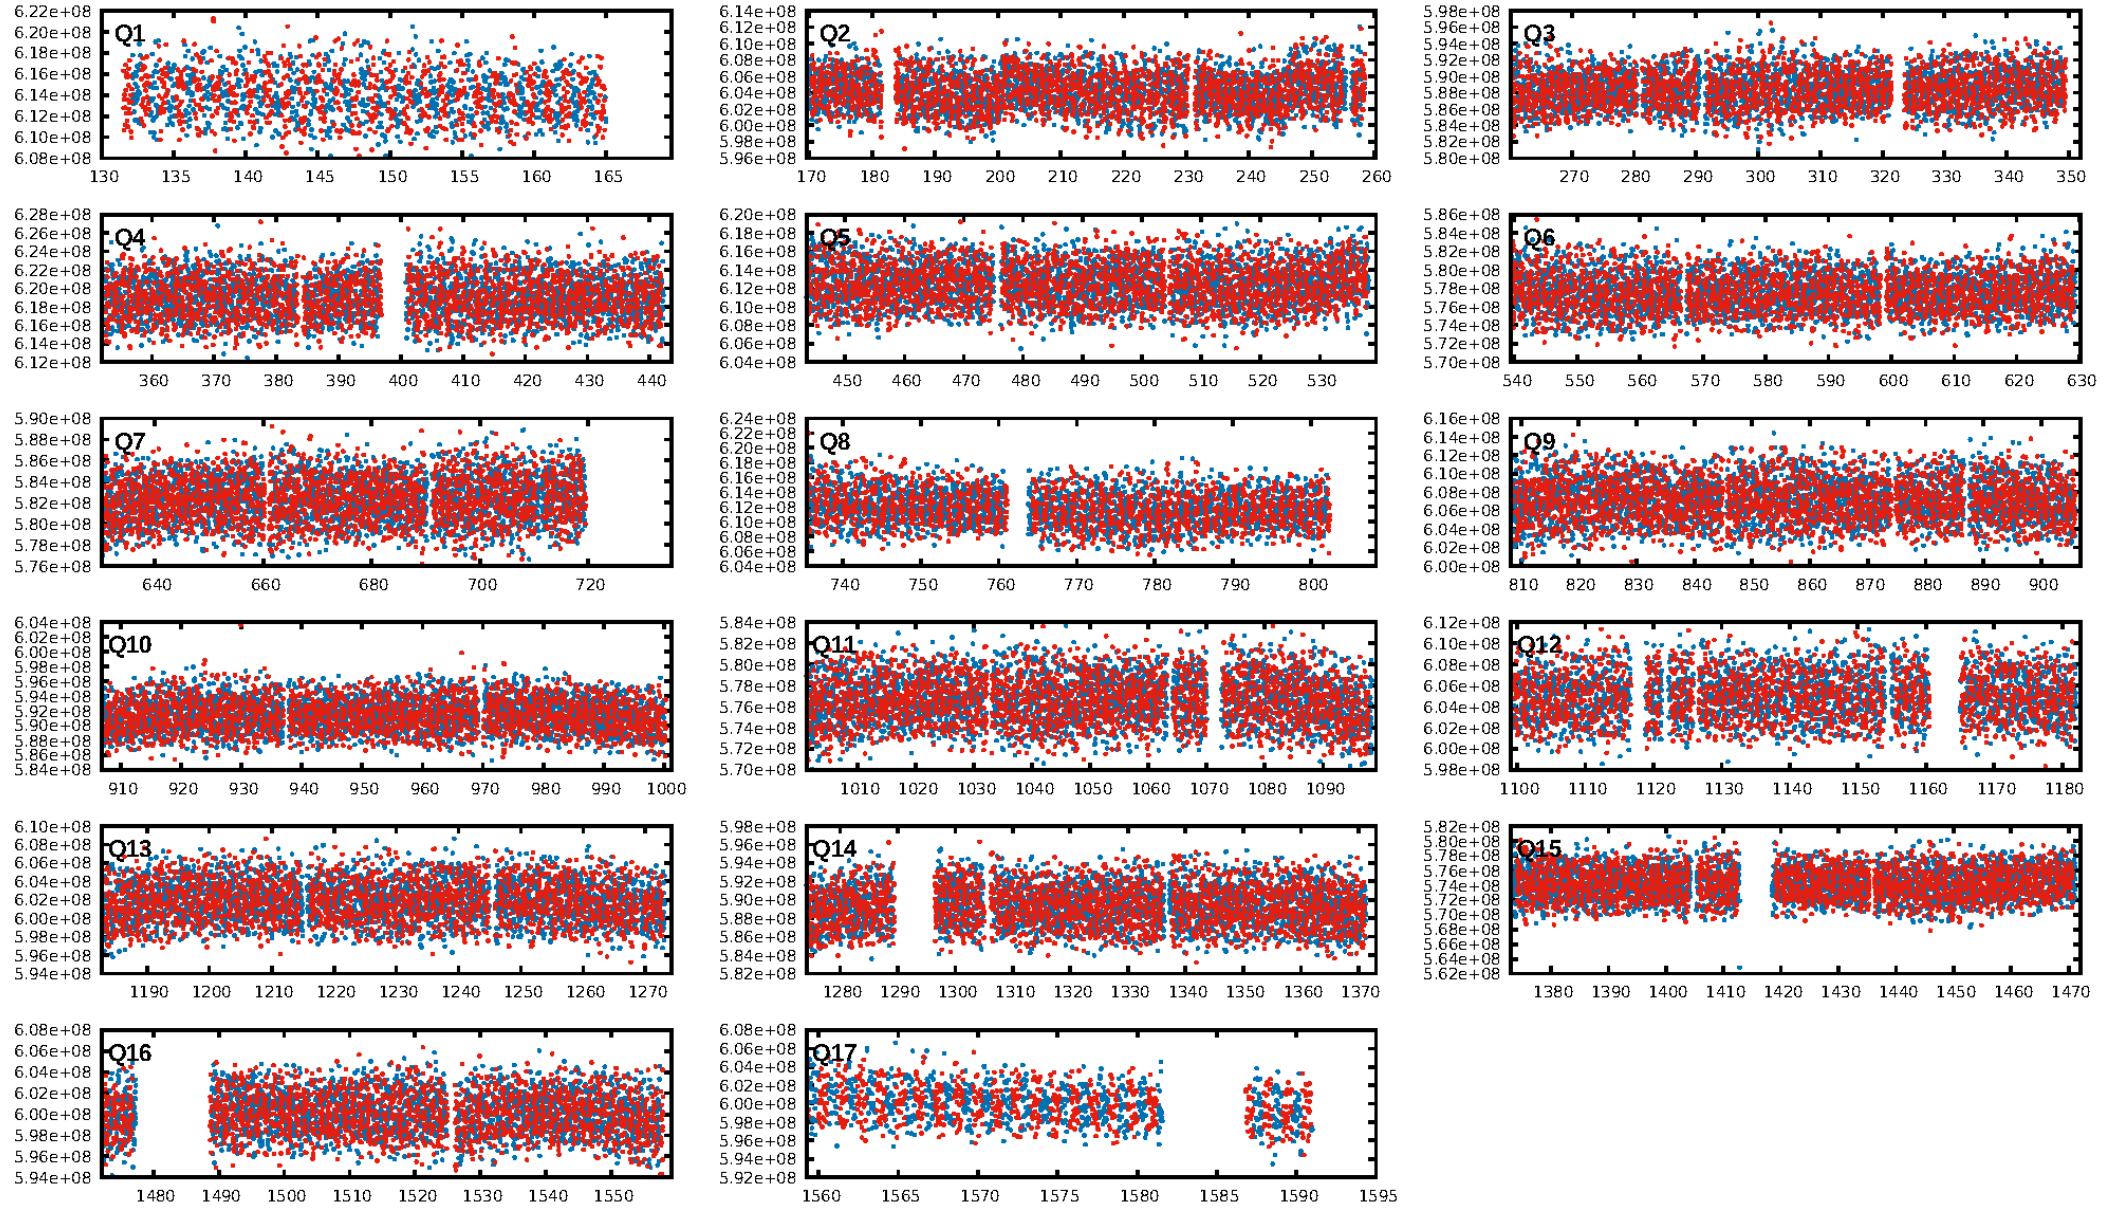 Q1
6.22e+08
6.20e+08
6.18e+08
6.16e+08
6.14e+08
6.12e+08
6.10e+08
6.08e+08
130 135 140 145 150 155 160 165
Q2
6.14e+08
6.12e+08
6.10e+08
6.08e+08
6.06e+08
6.04e+08
6.02e+08
6.00e+08
5.98e+08
5.96e+08
170 180 190 200 210 220 230 240 250 260
Q3
5.98e+08
5.96e+08
5.94e+08
5.92e+08
5.90e+08
5.88e+08
5.86e+08
5.84e+08
5.82e+08
5.80e+08
270 280 290 300 310 320 330 340 350
Q4
6.28e+08
6.26e+08
6.24e+08
6.22e+08
6.20e+08
6.18e+08
6.16e+08
6.14e+08
6.12e+08
360 370 380 390 400 410 420 430 440
Q5
6.20e+08
6.18e+08
6.16e+08
6.14e+08
6.12e+08
6.10e+08
6.08e+08
6.06e+08
6.04e+08
450 460 470 480 490 500 510 520 530
Q6
5.86e+08
5.84e+08
5.82e+08
5.80e+08
5.78e+08
5.76e+08
5.74e+08
5.72e+08
5.70e+08
540 550 560 570 580 590 600 610 620 630
Q7
5.90e+08
5.88e+08
5.86e+08
5.84e+08
5.82e+08
5.80e+08
5.78e+08
5.76e+08
640 660 680 700 720
Q8
6.24e+08
6.22e+08
6.20e+08
6.18e+08
6.16e+08
6.14e+08
6.12e+08
6.10e+08
6.08e+08
6.06e+08
6.04e+08
740 750 760 770 780 790 800
Q9
6.16e+08
6.14e+08
6.12e+08
6.10e+08
6.08e+08
6.06e+08
6.04e+08
6.02e+08
6.00e+08
810 820 830 840 850 860 870 880 890 900
Q10
6.04e+08
6.02e+08
6.00e+08
5.98e+08
5.96e+08
5.94e+08
5.92e+08
5.90e+08
5.88e+08
5.86e+08
5.84e+08
910 920 930 940 950 960 970 980 990 1000
Q11
5.84e+08
5.82e+08
5.80e+08
5.78e+08
5.76e+08
5.74e+08
5.72e+08
5.70e+08
1010 1020 1030 1040 1050 1060 1070 1080 1090
Q12
6.12e+08
6.10e+08
6.08e+08
6.06e+08
6.04e+08
6.02e+08
6.00e+08
5.98e+08
1100 1110 1120 1130 1140 1150 1160 1170 1180
Q13
6.10e+08
6.08e+08
6.06e+08
6.04e+08
6.02e+08
6.00e+08
5.98e+08
5.96e+08
5.94e+08
1190 1200 1210 1220 1230 1240 1250 1260 1270
Q14
5.98e+08
5.96e+08
5.94e+08
5.92e+08
5.90e+08
5.88e+08
5.86e+08
5.84e+08
5.82e+08
1280 1290 1300 1310 1320 1330 1340 1350 1360 1370
Q15
5.82e+08
5.80e+08
5.78e+08
5.76e+08
5.74e+08
5.72e+08
5.70e+08
5.68e+08
5.66e+08
5.64e+08
5.62e+08
1380 1390 1400 1410 1420 1430 1440 1450 1460 1470
Q16
6.08e+08
6.06e+08
6.04e+08
6.02e+08
6.00e+08
5.98e+08
5.96e+08
5.94e+08
1480 1490 1500 1510 1520 1530 1540 1550
Q17
6.08e+08
6.06e+08
6.04e+08
6.02e+08
6.00e+08
5.98e+08
5.96e+08
5.94e+08
5.92e+08
1560 1565 1570 1575 1580 1585 1590 1595